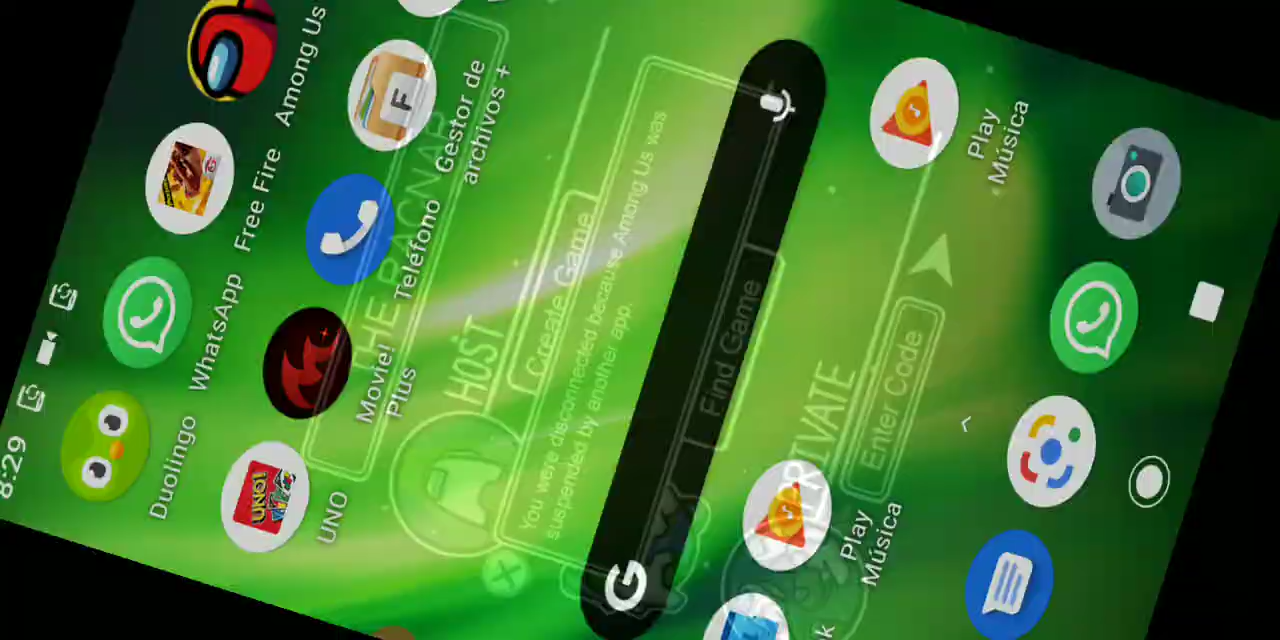 8:29
Duolingo
WhatsApp
Free Fire
Among Us
UNO
Movie!
Plus
Teléfono
Gestor de
archivos +
HOST
Create Game
You were disconnected because Among Us was
suspended by another app.
Find Game
G
PRIVATE
Enter Code
Play
Música
Play
Música